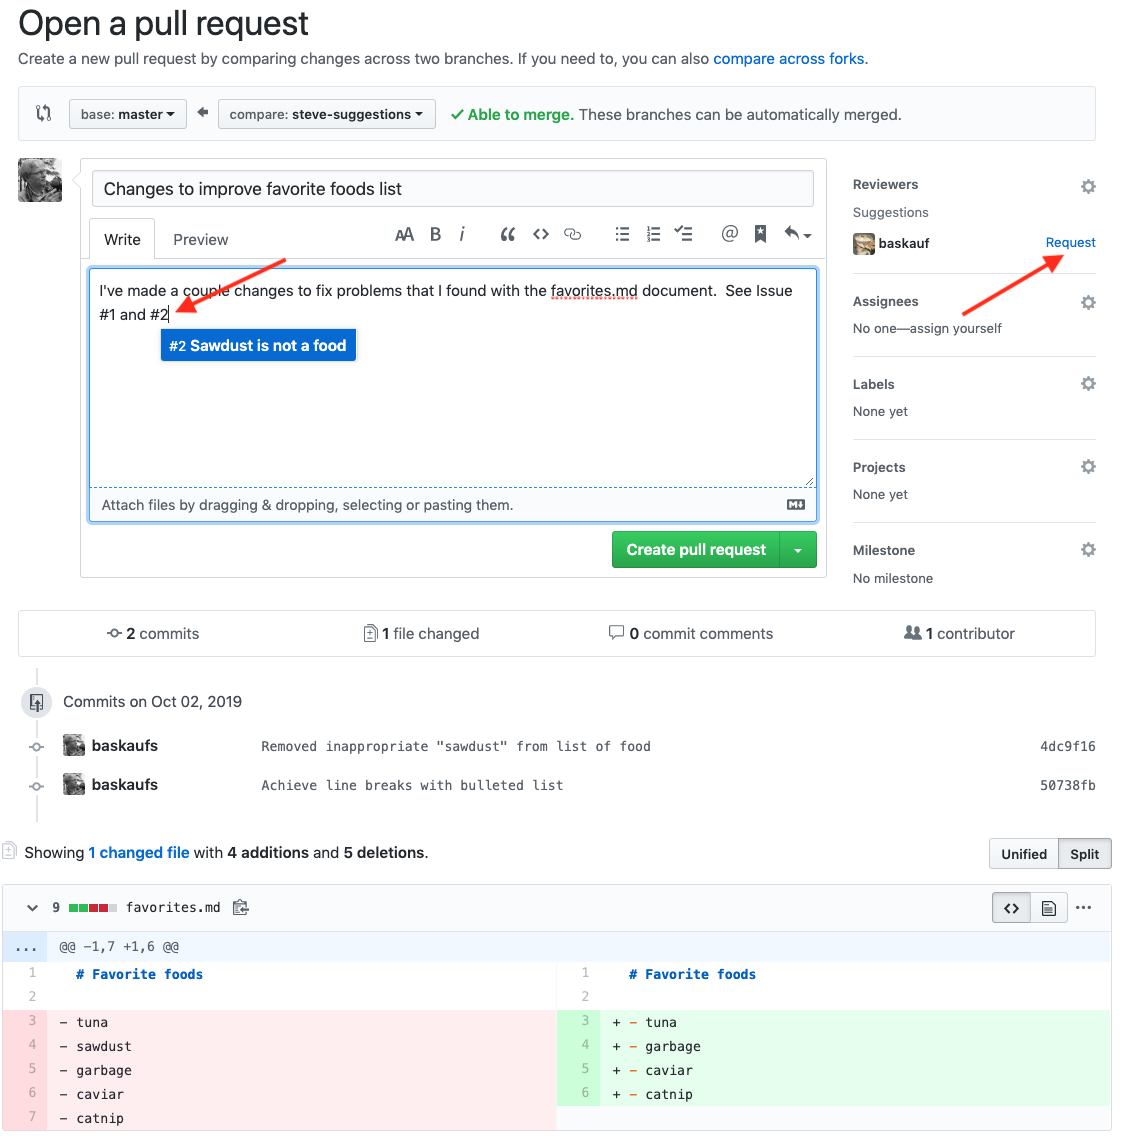 Open a pull request
Create a new pull request by comparing changes across two branches. If you need to, you can also compare across forks.
base: master
compare: steve-suggestions
Able to merge. These branches can be automatically merged.
Changes to improve favorite foods list
Write
Preview
AA B i
I've made a couple changes to fix problems that I found with the favorites.md document.  See Issue
#1 and #2
#2 Sawdust is not a food
Attach files by dragging & dropping, selecting or pasting them.
Create pull request
Reviewers
Suggestions
baskauf
Request
Assignees
No one—assign yourself
Labels
None yet
Projects
None yet
Milestone
No milestone
2 commits
1 file changed
0 commit comments
1 contributor
Commits on Oct 02, 2019
baskaufs Removed inappropriate "sawdust" from list of food 4dc9f16
baskaufs Achieve line breaks with bulleted list 50738fb
Showing 1 changed file with 4 additions and 5 deletions.
Unified
Split
9 favorites.md
... @@ -1,7 +1,6 @@
1 # Favorite foods 1 # Favorite foods
2 2
3 - tuna 3 + - tuna
4 - sawdust 4 + - garbage
5 - garbage 5 + - caviar
6 - caviar 6 + - catnip
7 - catnip